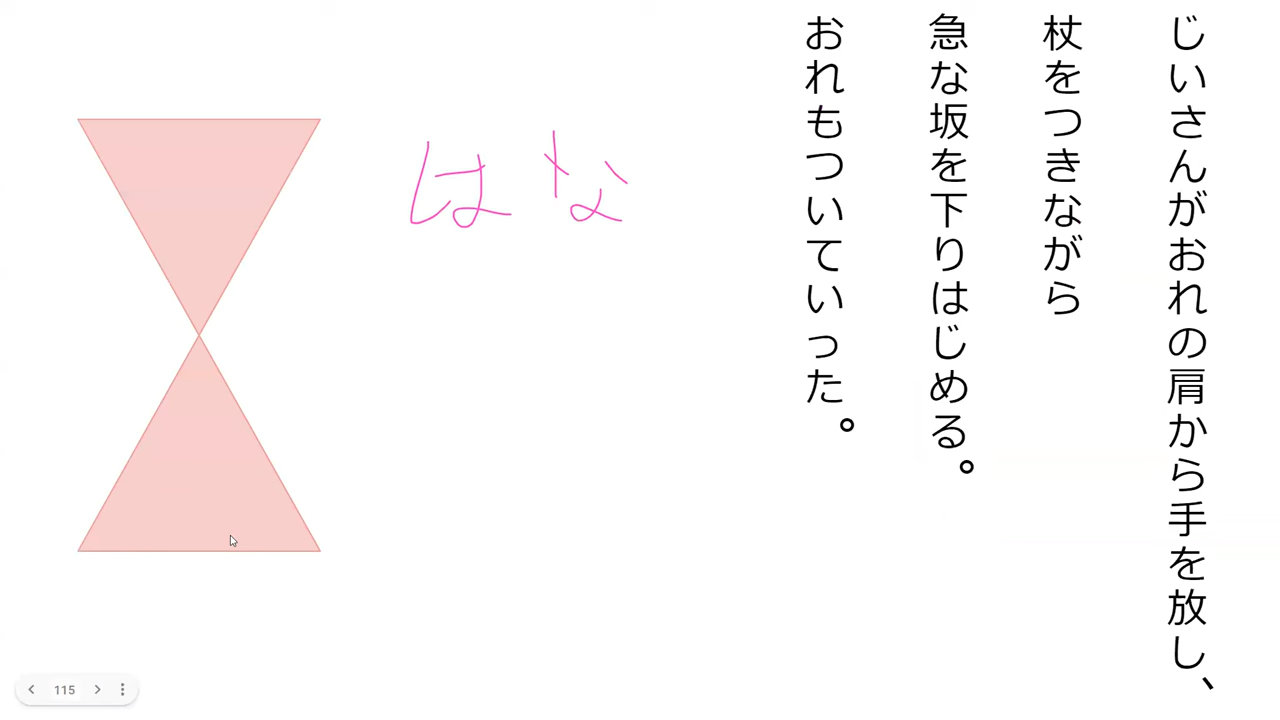 じいさんがおれの肩から手を放し、
杖をつきながら
急な坂を下りはじめる。
おれもついていった。
はな
115